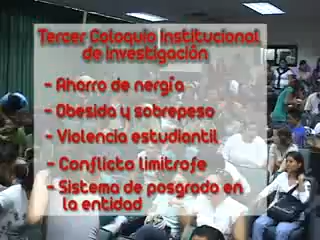 Tercer Coloquio Institucional
de Investigación
- Ahorro de nergía
- Obesida y sobrepeso
- Violencia estudiantil
- Conflicto limítrofe
- Sistema de posgrado en
la entidad